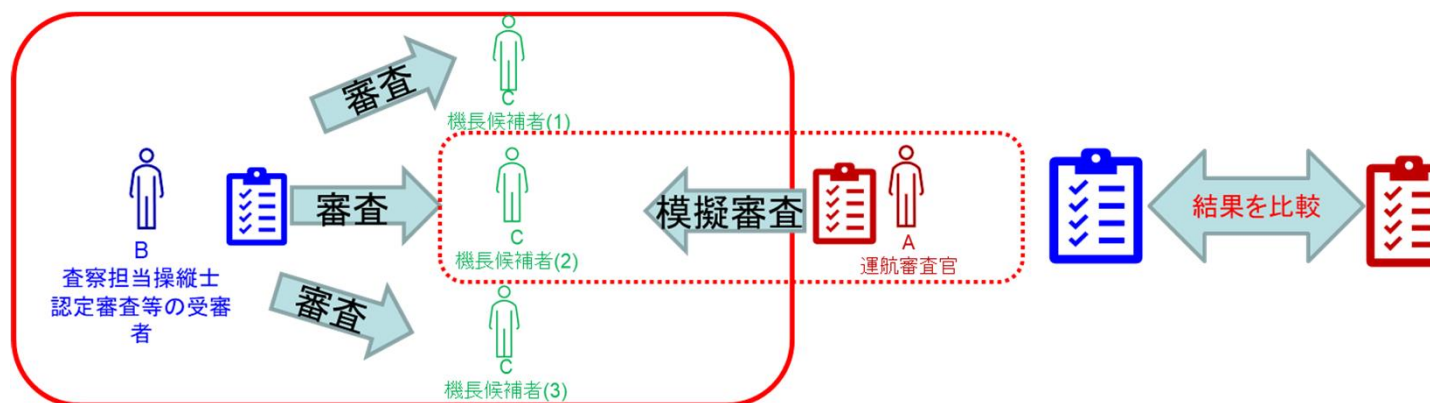 審査
C
機長候補者(1)
B
査察担当操縦士
認定審査等の受審
者
審査
C
機長候補者(2)
模擬審査
A
運航審査官
結果を比較
審査
C
機長候補者(3)